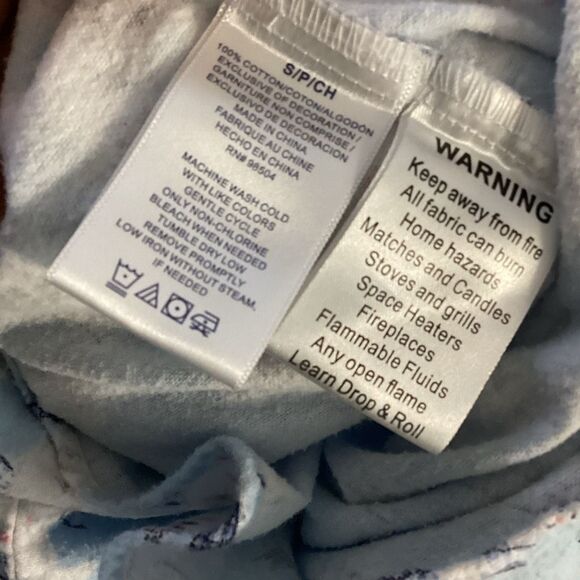 S/P/CH
100% COTTON/COTON/ALGODÓN
EXCLUSIVE OF DECORATION/
GARNITURE NON COMPRISE/
EXCLUSIVO DE DECORACION
MADE IN CHINA
FABRIQUE AU CHINE
HECHO EN CHINA
RN# 98504
MACHINE WASH COLD
WITH LIKE COLORS
GENTLE CYCLE
ONLY NON-CHLORINE
BLEACH WHEN NEEDED
TUMBLE DRY LOW
REMOVE PROMPTLY
LOW IRON WITHOUT STEAM,
IF NEEDED
WARNING
Keep away from fire
All fabric can burn
Home hazards
Matches and Candles
Stoves and grills
Space Heaters
Fireplaces
Flammable Fluids
Any open flame
Learn Drop & Roll